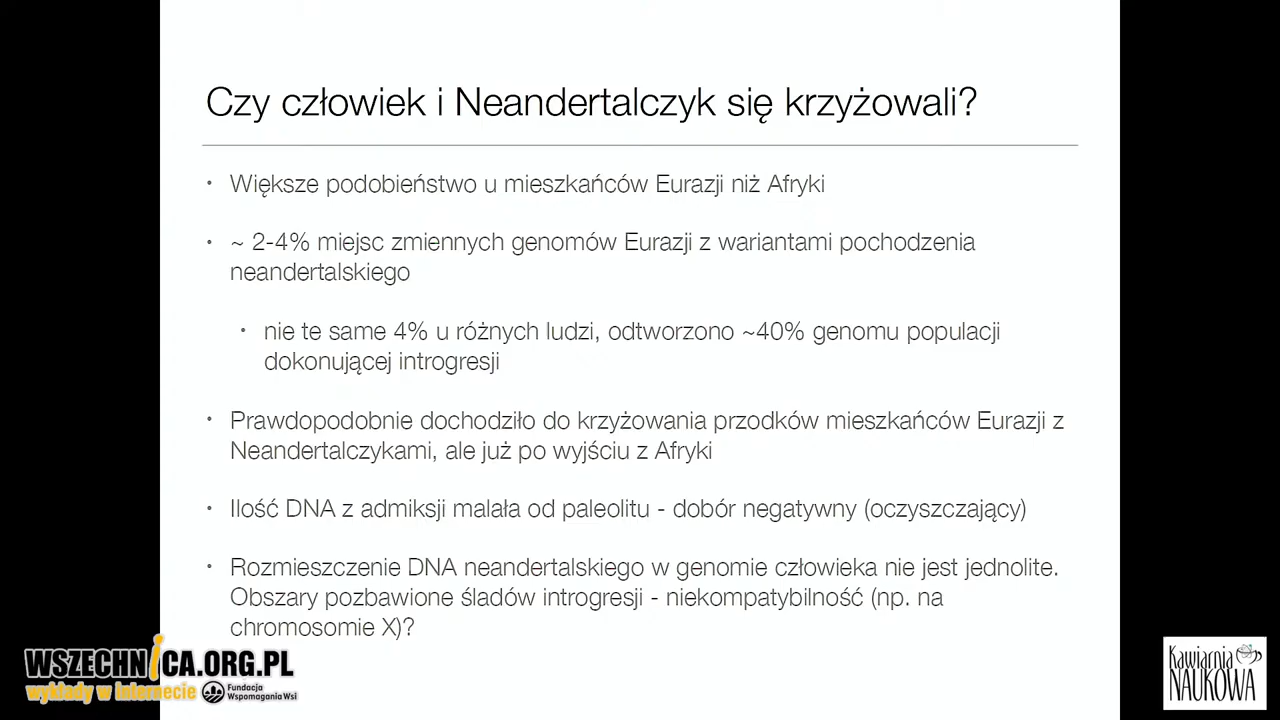 Czy człowiek i Neandertalczyk się krzyżowali?
• Większe podobieństwo u mieszkańców Eurazji niż Afryki
• ~ 2-4% miejsc zmiennych genomów Eurazji z wariantami pochodzenia
neandertalskiego
• nie te same 4% u różnych ludzi, odtworzono ~40% genomu populacji
dokonującej introgresji
• Prawdopodobnie dochodziło do krzyżowania przodków mieszkańców Eurazji z
Neandertalczykami, ale już po wyjściu z Afryki
• Ilość DNA z admiksji malała od paleolitu - dobór negatywny (oczyszczający)
• Rozmieszczenie DNA neandertalskiego w genomie człowieka nie jest jednolite.
Obszary pozbawione śladów introgresji - niekompatybilność (np. na
chromosomie X)?
WSZECHNICA.ORG.PL
wykłady w internecie
Fundacja
Wspomagania Wsi
Kawiarnia
NAUKOWA